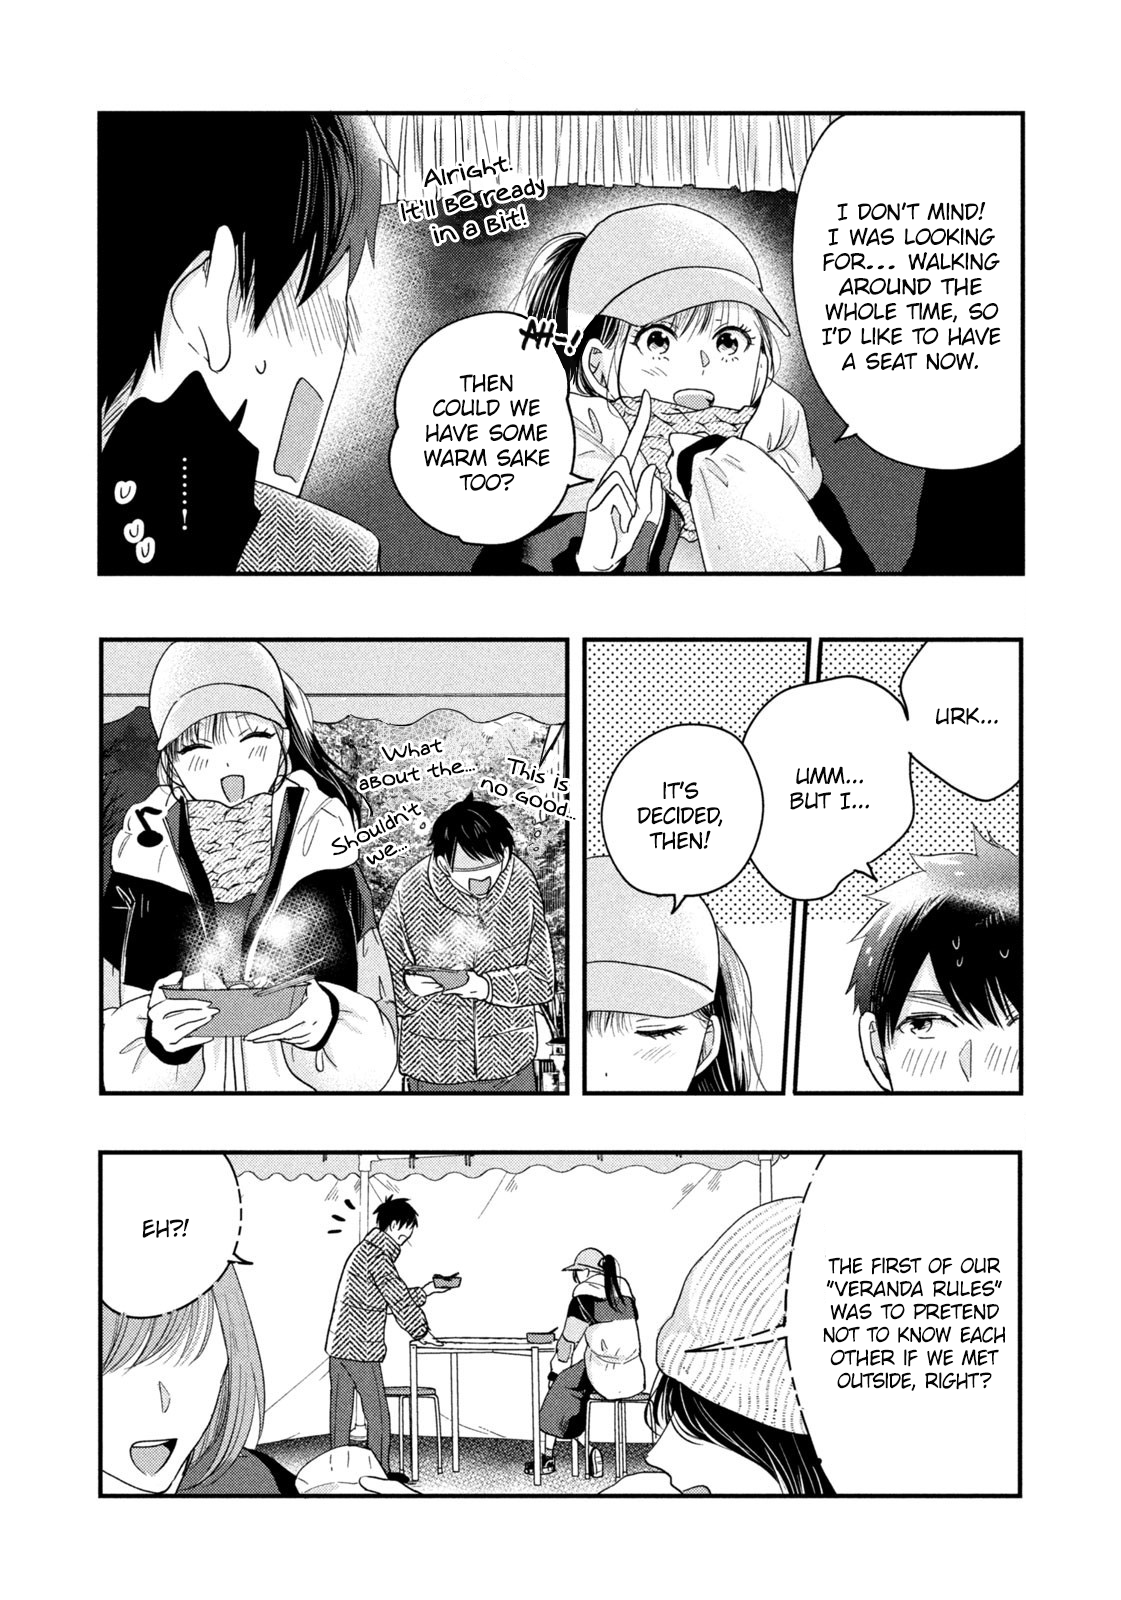 I DON'T MIND!
I WAS LOOKING
FOR... WALKING
AROUND THE
WHOLE TIME, SO
I'D LIKE TO HAVE
A SEAT NOW.
Alright.
It'll be ready
in a bit!
AH=!
THEN
COULD WE
HAVE SOME
WARM SAKE
TOO?
......!
URK...
UMM...
BUT I...
IT'S
DECIDED,
THEN!
This is
no good...
What
about the...
Shouldn't
we...
THE FIRST OF OUR
"VERANDA RULES"
WAS TO PRETEND
NOT TO KNOW EACH
OTHER IF WE MET
OUTSIDE, RIGHT?
EH?!